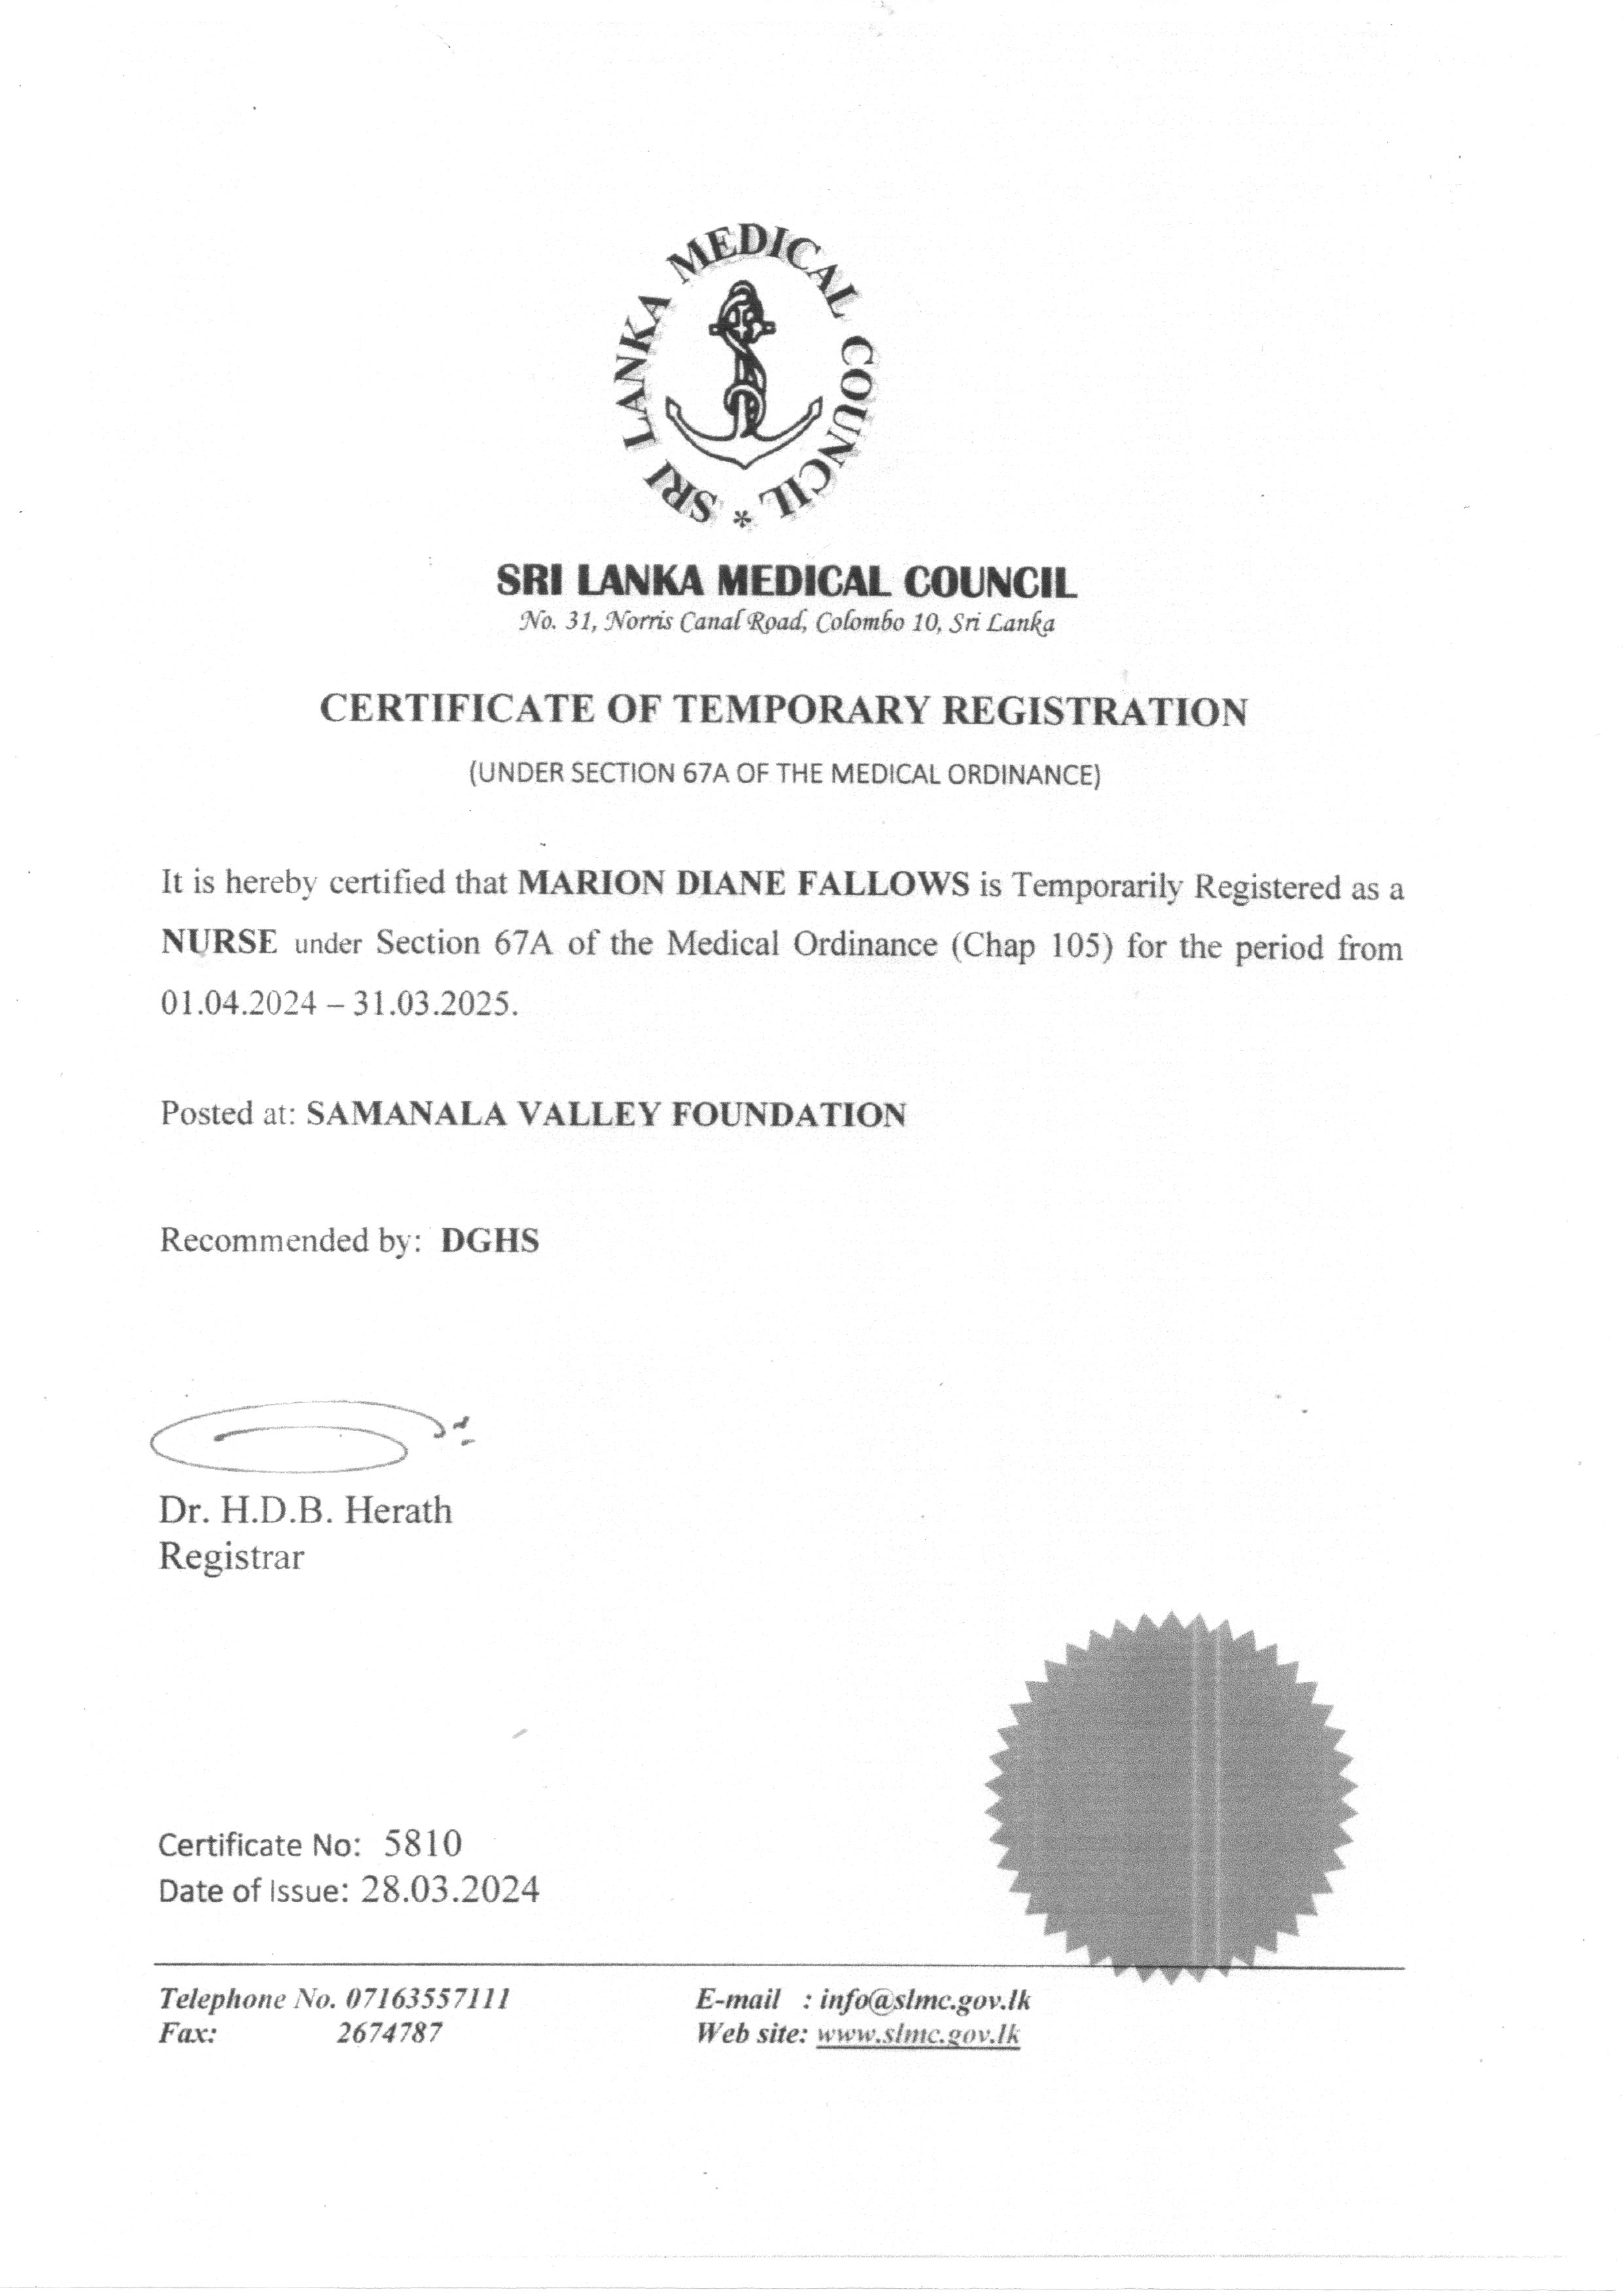 SRI LANKA MEDICAL COUNCIL *
SRI LANKA MEDICAL COUNCIL
No. 31, Norris Canal Road, Colombo 10, Sri Lanka
CERTIFICATE OF TEMPORARY REGISTRATION
(UNDER SECTION 67A OF THE MEDICAL ORDINANCE)
It is hereby certified that MARION DIANE FALLOWS is Temporarily Registered as a
NURSE under Section 67A of the Medical Ordinance (Chap 105) for the period from
01.04.2024 – 31.03.2025.
Posted at: SAMANALA VALLEY FOUNDATION
Recommended by: DGHS
Dr. H.D.B. Herath
Registrar
Certificate No: 5810
Date of Issue: 28.03.2024
Telephone No. 07163557111 E-mail : info@slmc.gov.lk
Fax: 2674787 Web site: www.slmc.gov.lk